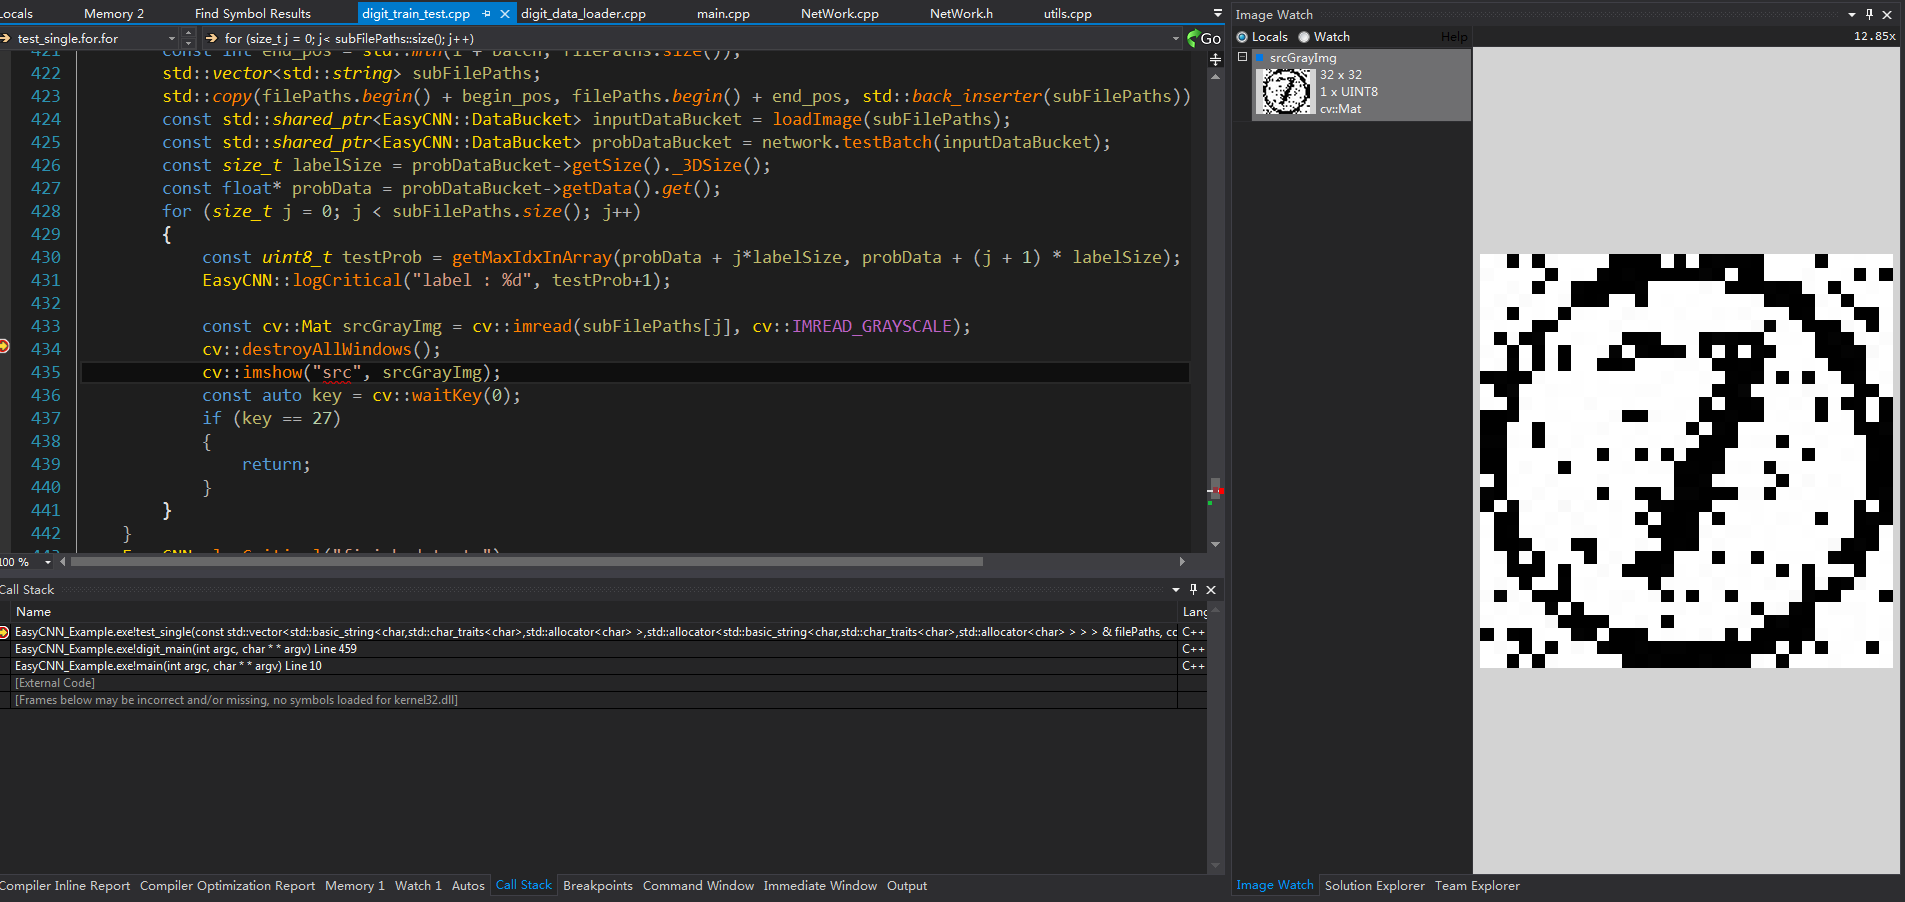 Locals Memory 2 Find Symbol Results digit_train_test.cpp digit_data_loader.cpp main.cpp NetWork.cpp NetWork.h utils.cpp
test_single.for.for for (size_t j = 0; j< subFilePaths::size(); j++) Go
422 std::vector<std::string> subFilePaths;
423 std::copy(filePaths.begin() + begin_pos, filePaths.begin() + end_pos, std::back_inserter(subFilePaths))
424 const std::shared_ptr<EasyCNN::DataBucket> inputDataBucket = loadImage(subFilePaths);
425 const std::shared_ptr<EasyCNN::DataBucket> probDataBucket = network.testBatch(inputDataBucket);
426 const size_t labelSize = probDataBucket->getSize()._3DSize();
427 const float* probData = probDataBucket->getData().get();
428 for (size_t j = 0; j < subFilePaths.size(); j++)
429 {
430 const uint8_t testProb = getMaxIdxInArray(probData + j*labelSize, probData + (j + 1) * labelSize);
431 EasyCNN::logCritical("label : %d", testProb+1);
432
433 const cv::Mat srcGrayImg = cv::imread(subFilePaths[j], cv::IMREAD_GRAYSCALE);
434 cv::destroyAllWindows();
435 cv::imshow("src", srcGrayImg);
436 const auto key = cv::waitKey(0);
437 if (key == 27)
438 {
439 return;
440 }
441 }
442 }
100 %
Call Stack
Name Lang
EasyCNN_Example.exe!test_single(const std::vector<std::basic_string<char,std::char_traits<char>,std::allocator<char> >,std::allocator<std::basic_string<char,std::char_traits<char>,std::allocator<char> > > > & filePaths, co C++
EasyCNN_Example.exe!digit_main(int argc, char * * argv) Line 459 C++
EasyCNN_Example.exe!main(int argc, char * * argv) Line 10 C++
[External Code]
[Frames below may be incorrect and/or missing, no symbols loaded for kernel32.dll]
Compiler Inline Report Compiler Optimization Report Memory 1 Watch 1 Autos Call Stack Breakpoints Command Window Immediate Window Output
Image Watch
Locals Watch Help 12.85x
srcGrayImg
32 x 32
1 x UINT8
cv::Mat
7
Image Watch Solution Explorer Team Explorer